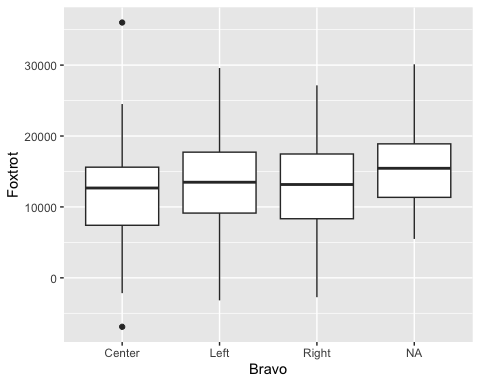 Foxtrot
30000
20000
10000
0
Center Left Right NA
Bravo